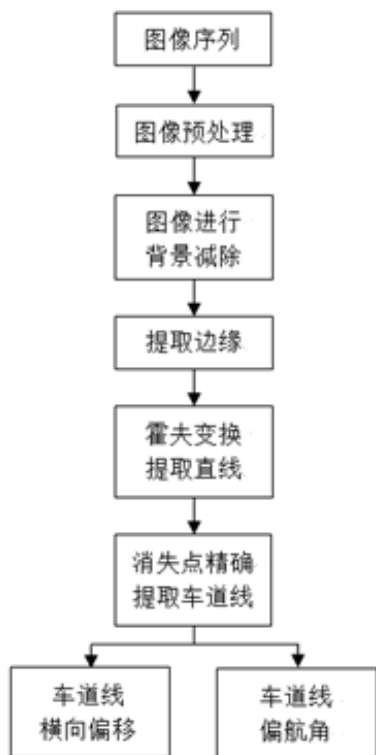 图像序列
图像预处理
图像进行
背景减除
提取边缘
霍夫变换
提取直线
消失点精确
提取车道线
车道线
横向偏移
车道线
偏航角